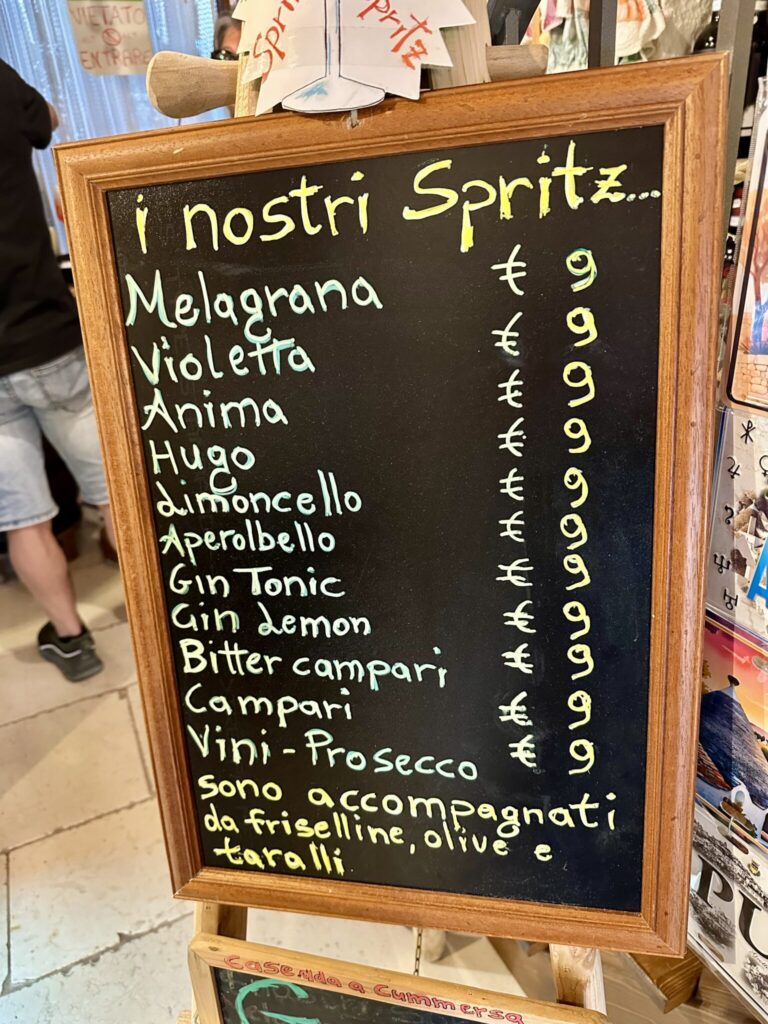 VIETATO
ENTRARE
Spritz
i nostri Spritz...
Melagrana € 9
Violetta € 9
Anima € 9
Hugo € 9
Limoncello € 9
Aperolbello € 9
Gin Tonic € 9
Gin Lemon € 9
Bitter campari € 9
Campari € 9
Vini - Prosecco € 9
sono accompagnati
da friselline, olive e
taralli
a Cummersa
PU